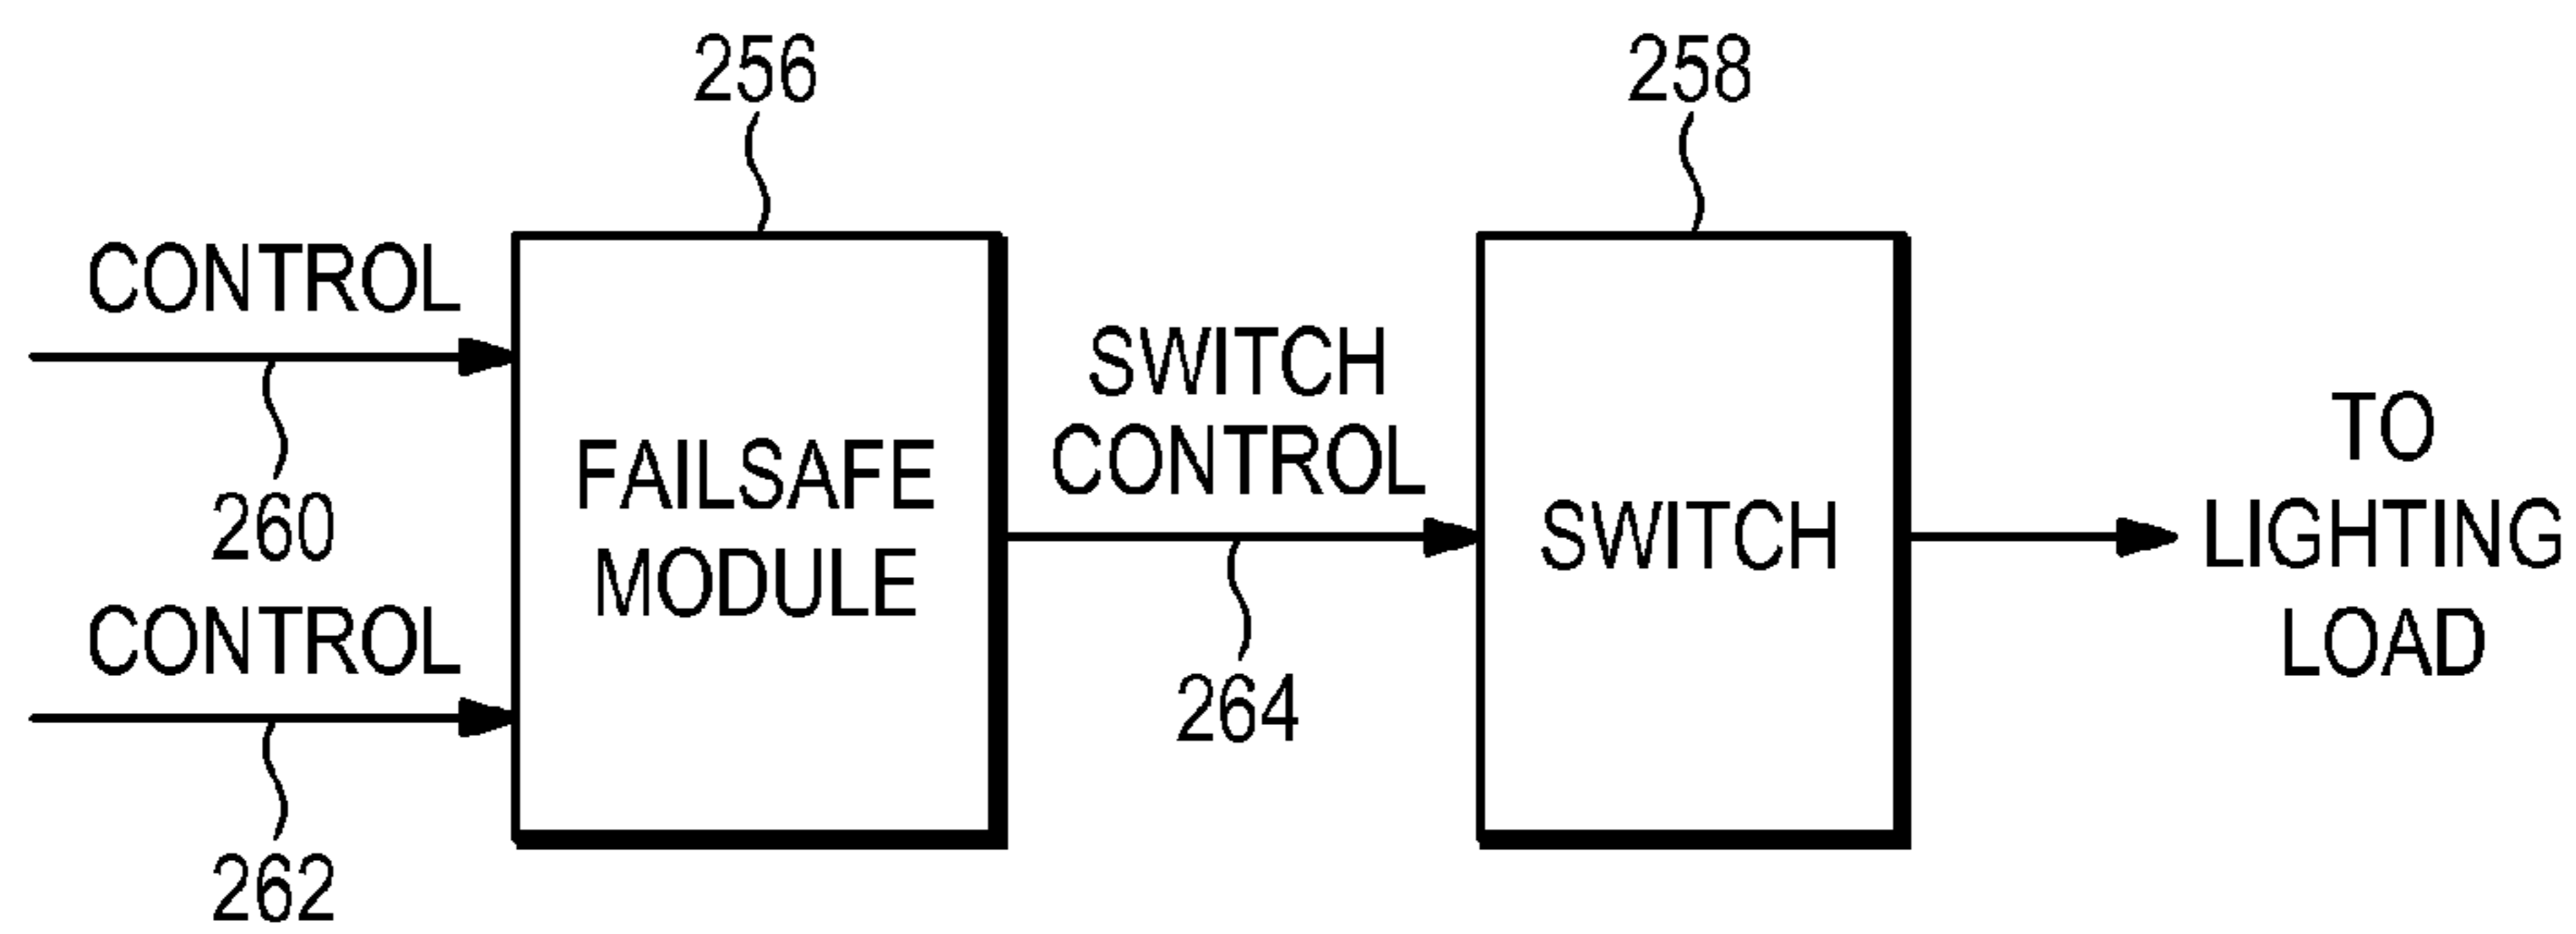 256
258
CONTROL
260
CONTROL
262
FAILSAFE
MODULE
SWITCH
CONTROL
264
SWITCH
TO
LIGHTING
LOAD